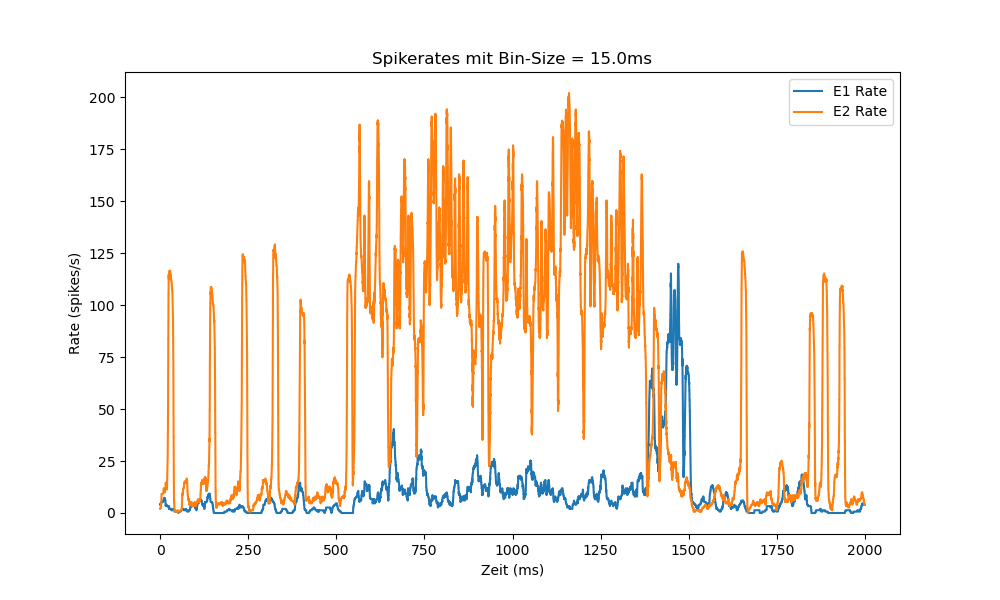 Spikerates mit Bin-Size = 15.0ms
E1 Rate
E2 Rate
200
175
150
125
100
75
50
25
0
Rate (spikes/s)
0 250 500 750 1000 1250 1500 1750 2000
Zeit (ms)